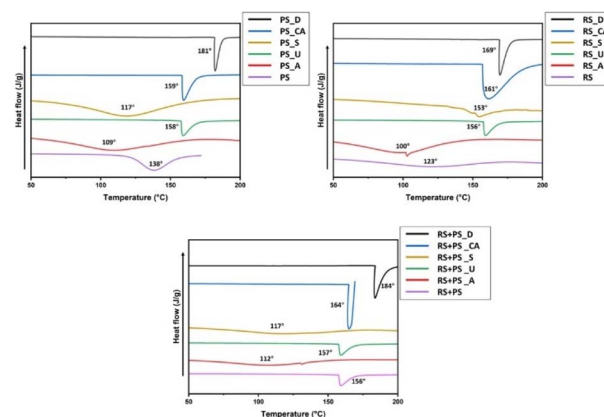 PS_D
PS_CA
PS_S
PS_U
PS_A
PS
181°
159°
117°
158°
109°
138°
Heat flow (J/g)
50
100
150
200
Temperature (°C)
RS_D
RS_CA
RS_S
RS_U
RS_A
RS
169°
161°
153°
156°
100°
123°
Heat flow (J/g)
50
100
150
200
Temperature (°C)
RS+PS_D
RS+PS_CA
RS+PS_S
RS+PS_U
RS+PS_A
RS+PS
184°
164°
117°
157°
112°
156°
Heat flow (J/g)
50
100
150
200
Temperature (°C)